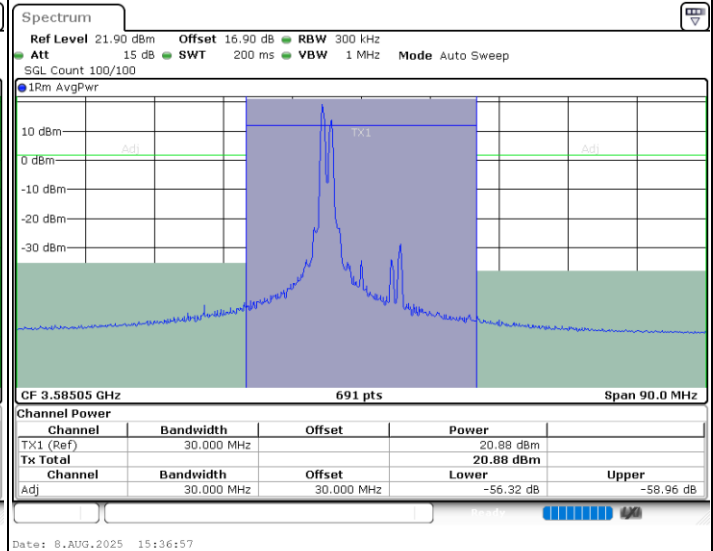 Spectrum
Ref Level 21.90 dBm Offset 16.90 dB RBW 300 kHz
Att 15 dB SWT 200 ms VBW 1 MHz Mode Auto Sweep
SGL Count 100/100
1Rm AvgPwr
10 dBm
TX1
Adj
Adj
0 dBm
-10 dBm
-20 dBm
-30 dBm
CF 3.58505 GHz 691 pts Span 90.0 MHz
Channel Power
Channel Bandwidth Offset Power
TX1 (Ref) 30.000 MHz 20.88 dBm
Tx Total 20.88 dBm
Channel Bandwidth Offset Lower Upper
Adj 30.000 MHz 30.000 MHz -56.32 dB -58.96 dB
Ready
Date: 8.AUG.2025 15:36:57